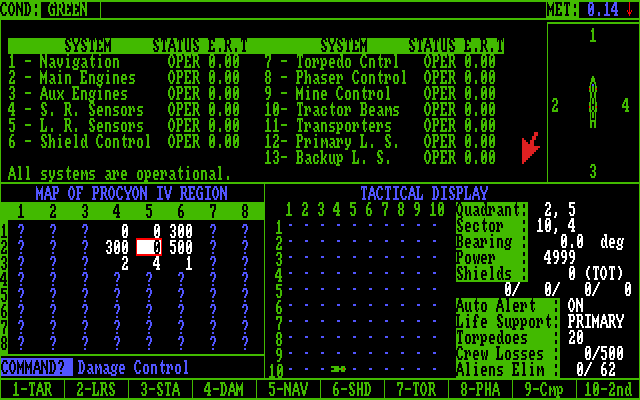 COND: GREEN
MET: 0.14
SYSTEM STATUS E.R.T SYSTEM STATUS E.R.T
1 - Navigation OPER 0.00 7 - Torpedo Cntrl OPER 0.00
2 - Main Engines OPER 0.00 8 - Phaser Control OPER 0.00
3 - Aux Engines OPER 0.00 9 - Mine Control OPER 0.00
4 - S. R. Sensors OPER 0.00 10- Tractor Beams OPER 0.00
5 - L. R. Sensors OPER 0.00 11- Transporters OPER 0.00
6 - Shield Control OPER 0.00 12- Primary L. S. OPER 0.00
13- Backup L. S. OPER 0.00
All systems are operational.
1
2 4
3
MAP OF PROCYON IV REGION
1 2 3 4 5 6 7 8
1 ? ? ? 0 0 300 ? ?
2 ? ? ? 300 0 500 ? ?
3 ? ? ? 2 4 1 ? ?
4 ? ? ? ? ? ? ? ?
5 ? ? ? ? ? ? ? ?
6 ? ? ? ? ? ? ? ?
7 ? ? ? ? ? ? ? ?
8 ? ? ? ? ? ? ? ?
COMMAND? Damage Control
TACTICAL DISPLAY
1 2 3 4 5 6 7 8 9 10
1
2
3
4
5
6
7
8
9
10
Quadrant: 2, 5
Sector : 10, 4
Bearing : 0.0 deg
Power : 4999
Shields : 0 (TOT)
0/ 0/ 0/ 0
Auto Alert : ON
Life Support: PRIMARY
Torpedoes : 20
Crew Losses : 0/500
Aliens Elim : 0/ 62
1-TAR 2-LRS 3-STA 4-DAM 5-NAV 6-SHD 7-TOR 8-PHA 9-Cmp 10-2nd